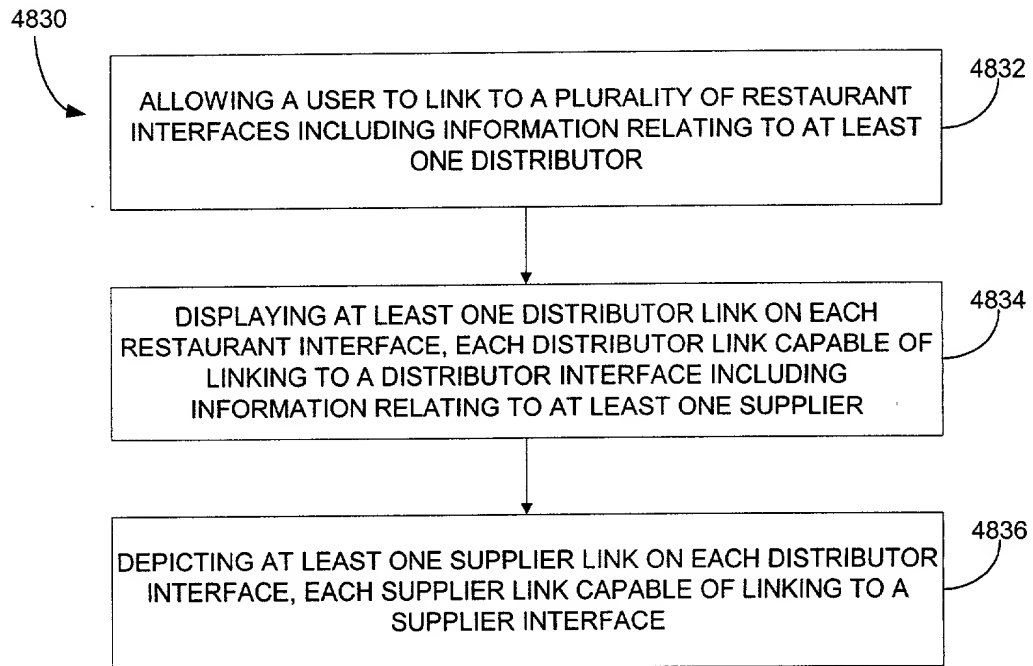 4830
4832
ALLOWING A USER TO LINK TO A PLURALITY OF RESTAURANT
INTERFACES INCLUDING INFORMATION RELATING TO AT LEAST
ONE DISTRIBUTOR
4834
DISPLAYING AT LEAST ONE DISTRIBUTOR LINK ON EACH
RESTAURANT INTERFACE, EACH DISTRIBUTOR LINK CAPABLE OF
LINKING TO A DISTRIBUTOR INTERFACE INCLUDING
INFORMATION RELATING TO AT LEAST ONE SUPPLIER
4836
DEPICTING AT LEAST ONE SUPPLIER LINK ON EACH DISTRIBUTOR
INTERFACE, EACH SUPPLIER LINK CAPABLE OF LINKING TO A
SUPPLIER INTERFACE